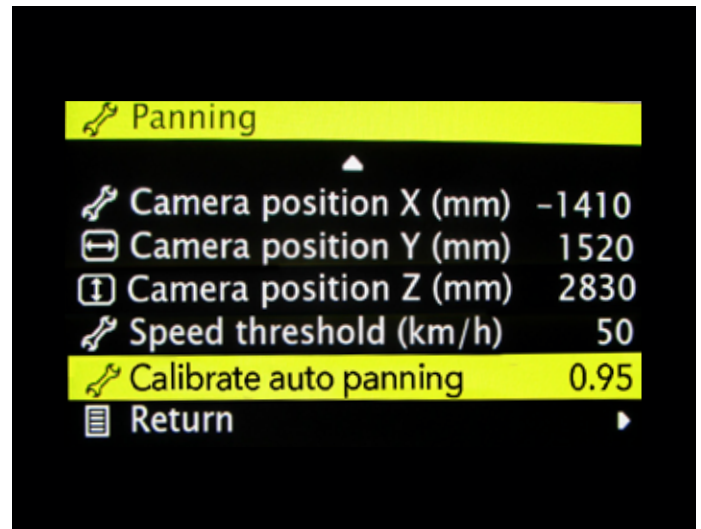 Panning
Camera position X (mm) -1410
Camera position Y (mm) 1520
Camera position Z (mm) 2830
Speed threshold (km/h) 50
Calibrate auto panning 0.95
Return